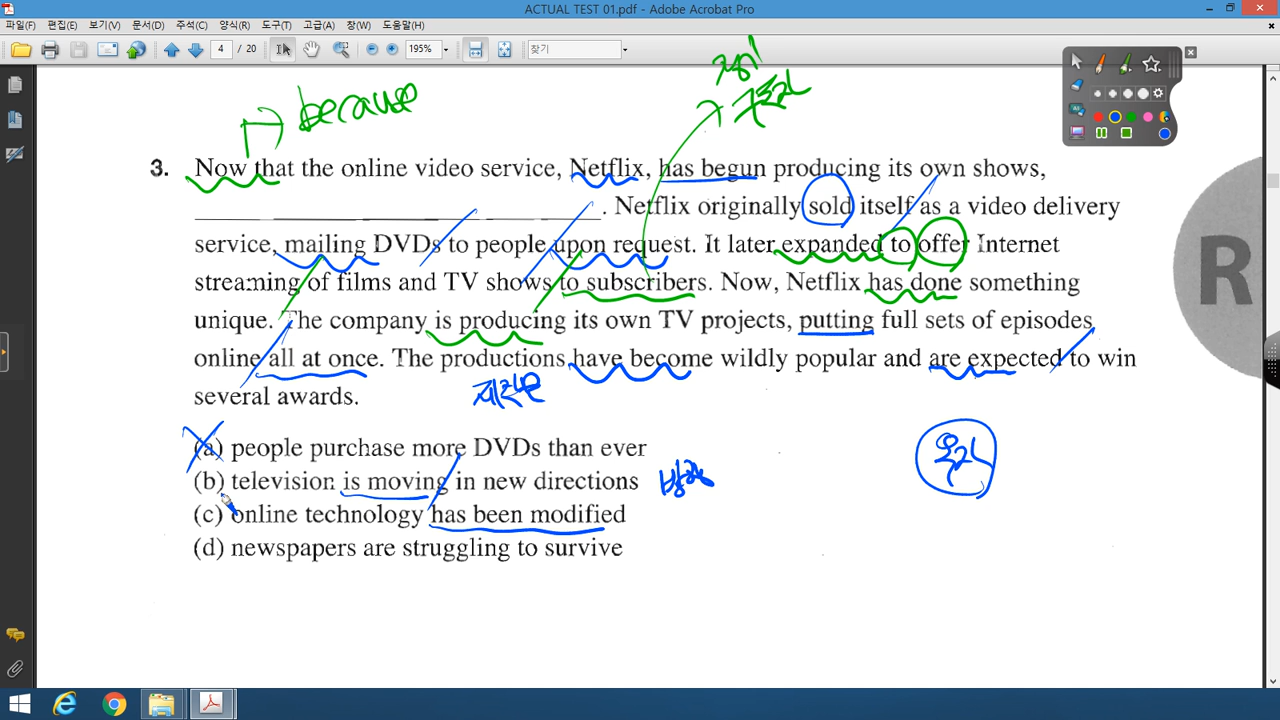 ACTUAL TEST 01.pdf - Adobe Acrobat Pro
파일(F) 편집(E) 보기(V) 문서(D) 주석(C) 양식(R) 도구(T) 고급(A) 창(W) 도움말(H)
4 / 20 195% 찾기
because
3. Now that the online video service, Netflix, has begun producing its own shows,
____________________. Netflix originally sold itself as a video delivery
service, mailing DVDs to people upon request. It later expanded to offer Internet
streaming of films and TV shows to subscribers. Now, Netflix has done something
unique. The company is producing its own TV projects, putting full sets of episodes
online all at once. The productions have become wildly popular and are expected to win
several awards.
(a) people purchase more DVDs than ever
(b) television is moving in new directions
(c) online technology has been modified
(d) newspapers are struggling to survive
R